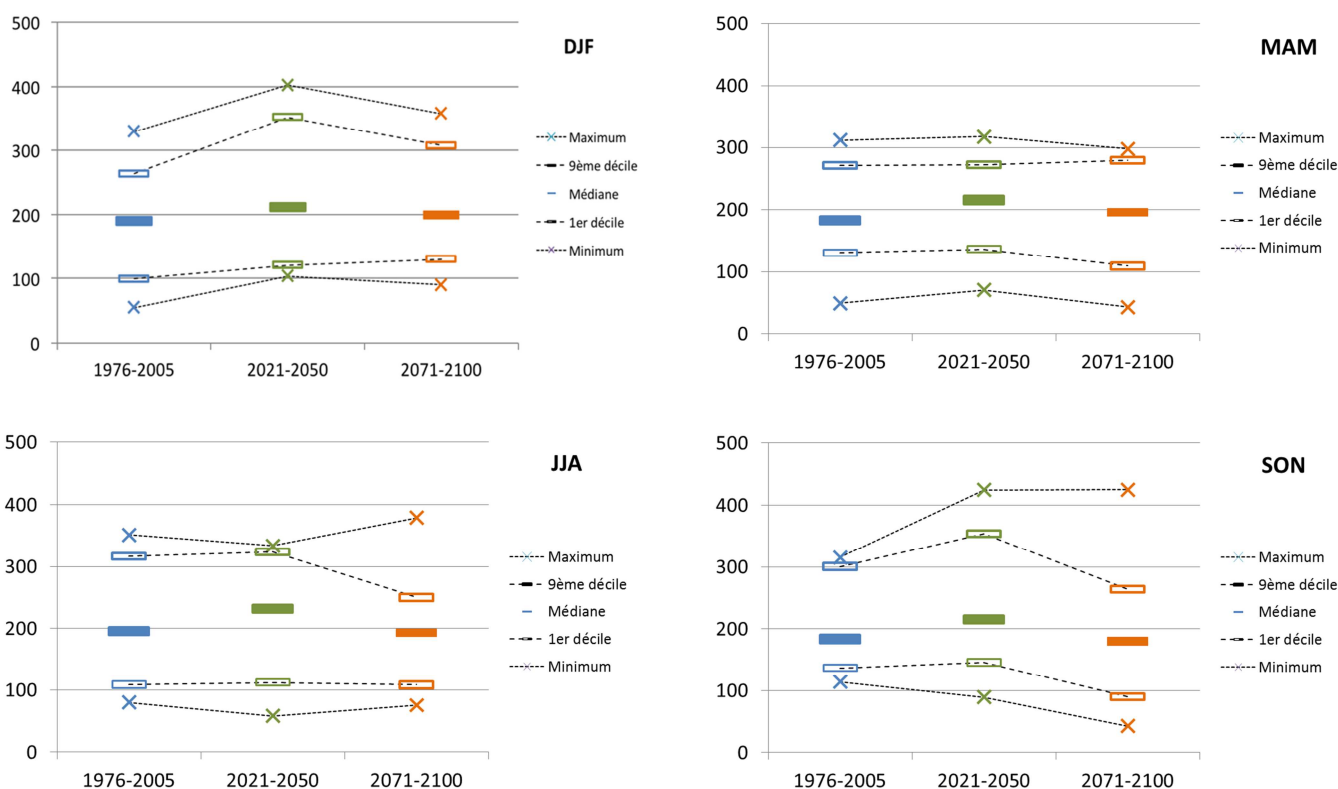 DJF
500
400
300
200
100
0
1976-2005
2021-2050
2071-2100
Maximum
9ème décile
Médiane
1er décile
Minimum
MAM
500
400
300
200
100
0
1976-2005
2021-2050
2071-2100
Maximum
9ème décile
Médiane
1er décile
Minimum
JJA
500
400
300
200
100
0
1976-2005
2021-2050
2071-2100
Maximum
9ème décile
Médiane
1er décile
Minimum
SON
500
400
300
200
100
0
1976-2005
2021-2050
2071-2100
Maximum
9ème décile
Médiane
1er décile
Minimum